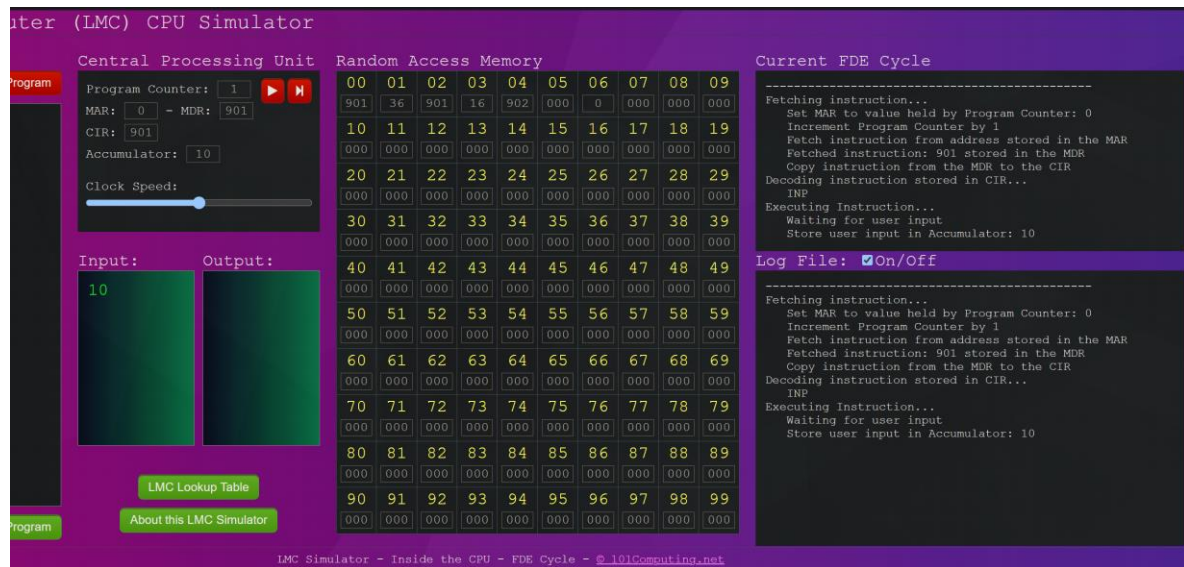 uter (LMC) CPU Simulator
Program
Central Processing Unit
Program Counter: 1
MAR: 0 - MDR: 901
CIR: 901
Accumulator: 10
Clock Speed:
Input: Output:
10
LMC Lookup Table
About this LMC Simulator
Program
Random Access Memory
00 01 02 03 04 05 06 07 08 09
901 36 901 16 902 000 0 000 000 000
10 11 12 13 14 15 16 17 18 19
000 000 000 000 000 000 000 000 000 000
20 21 22 23 24 25 26 27 28 29
000 000 000 000 000 000 000 000 000 000
30 31 32 33 34 35 36 37 38 39
000 000 000 000 000 000 000 000 000 000
40 41 42 43 44 45 46 47 48 49
000 000 000 000 000 000 000 000 000 000
50 51 52 53 54 55 56 57 58 59
000 000 000 000 000 000 000 000 000 000
60 61 62 63 64 65 66 67 68 69
000 000 000 000 000 000 000 000 000 000
70 71 72 73 74 75 76 77 78 79
000 000 000 000 000 000 000 000 000 000
80 81 82 83 84 85 86 87 88 89
000 000 000 000 000 000 000 000 000 000
90 91 92 93 94 95 96 97 98 99
000 000 000 000 000 000 000 000 000 000
Current FDE Cycle
------------------------------------------------
Fetching instruction...
Set MAR to value held by Program Counter: 0
Increment Program Counter by 1
Fetch instruction from address stored in the MAR
Fetched instruction: 901 stored in the MDR
Copy instruction from the MDR to the CIR
Decoding instruction stored in CIR...
INP
Executing Instruction...
Waiting for user input
Store user input in Accumulator: 10
Log File: On/Off
------------------------------------------------
Fetching instruction...
Set MAR to value held by Program Counter: 0
Increment Program Counter by 1
Fetch instruction from address stored in the MAR
Fetched instruction: 901 stored in the MDR
Copy instruction from the MDR to the CIR
Decoding instruction stored in CIR...
INP
Executing Instruction...
Waiting for user input
Store user input in Accumulator: 10
LMC Simulator - Inside the CPU - FDE Cycle - © 101Computing.net